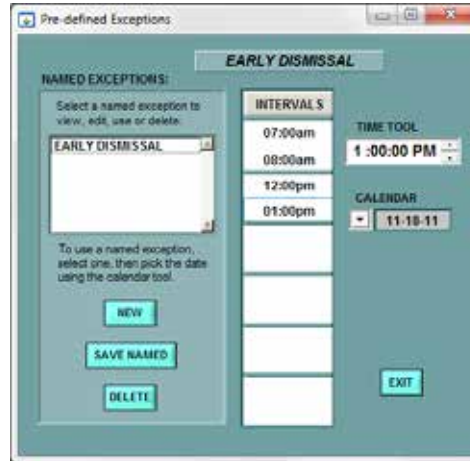 Pre-defined Exceptions
EARLY DISMISSAL
NAMED EXCEPTIONS:
Select a named exception to
view, edit, use or delete:
EARLY DISMISSAL
To use a named exception,
select one, then pick the date
using the calendar tool.
NEW
SAVE NAMED
DELETE
INTERVALS
07:00am
08:00am
12:00pm
01:00pm
TIME TOOL
1 :00:00 PM
CALENDAR
11-18-11
EXIT